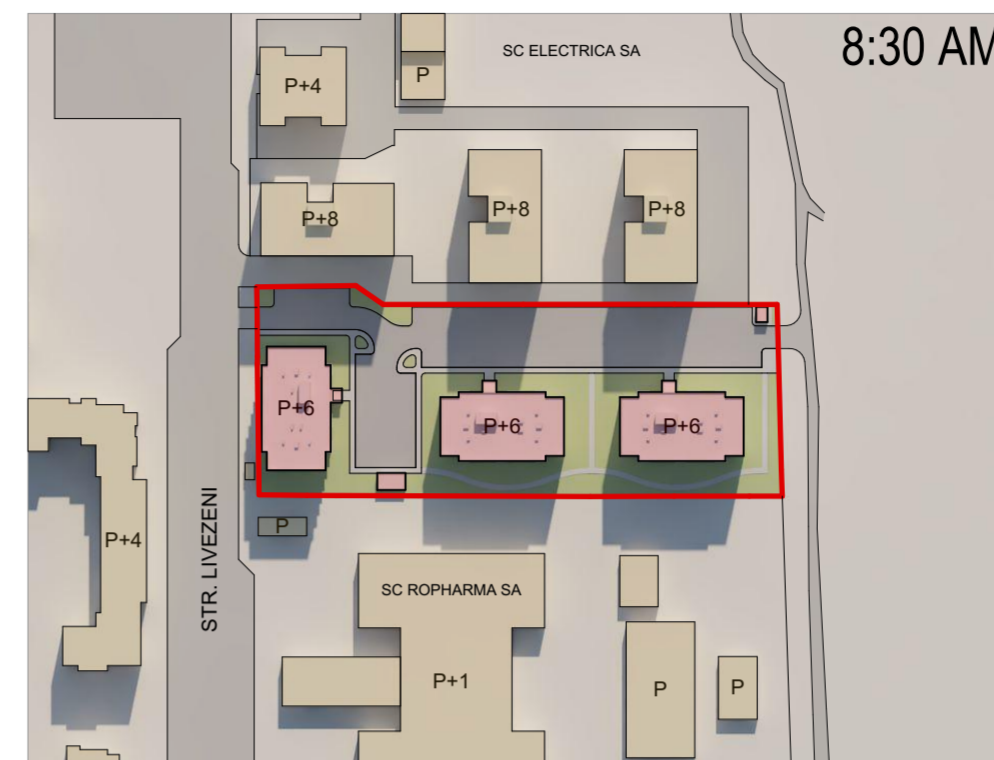 8:30 AM
SC ELECTRICA SA
P
P+4
P+8
P+8
P+8
P+6
P+6
P+6
P
P+4
STR. LIVEZENI
SC ROPHARMA SA
P+1
P
P